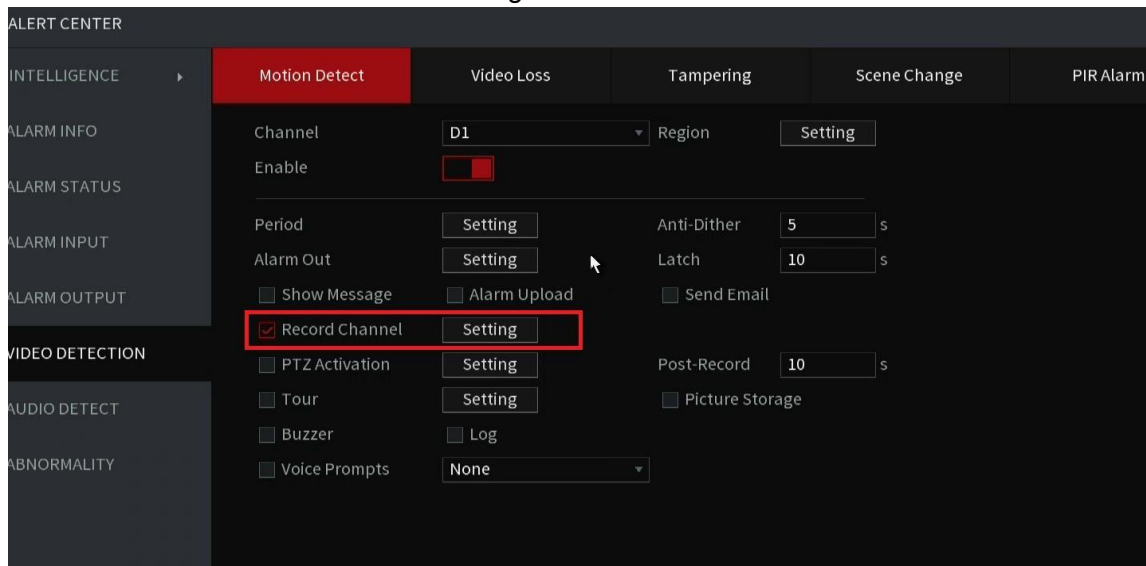 ALERT CENTER
INTELLIGENCE
ALARM INFO
ALARM STATUS
ALARM INPUT
ALARM OUTPUT
VIDEO DETECTION
AUDIO DETECT
ABNORMALITY
Motion Detect Video Loss Tampering Scene Change PIR Alarm
Channel D1 Region Setting
Enable
Period Setting Anti-Dither 5 s
Alarm Out Setting Latch 10 s
Show Message Alarm Upload Send Email
Record Channel Setting
PTZ Activation Setting Post-Record 10 s
Tour Setting Picture Storage
Buzzer Log
Voice Prompts None